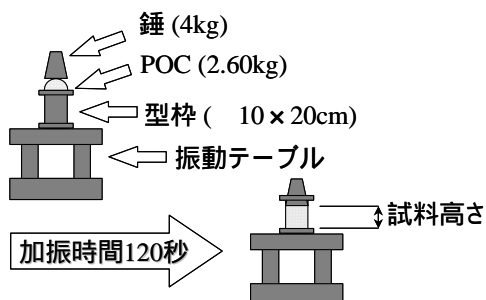 錘 (4kg)
POC (2.60kg)
型枠 ( 10×20cm)
振動テーブル
試料高さ
加振時間120秒